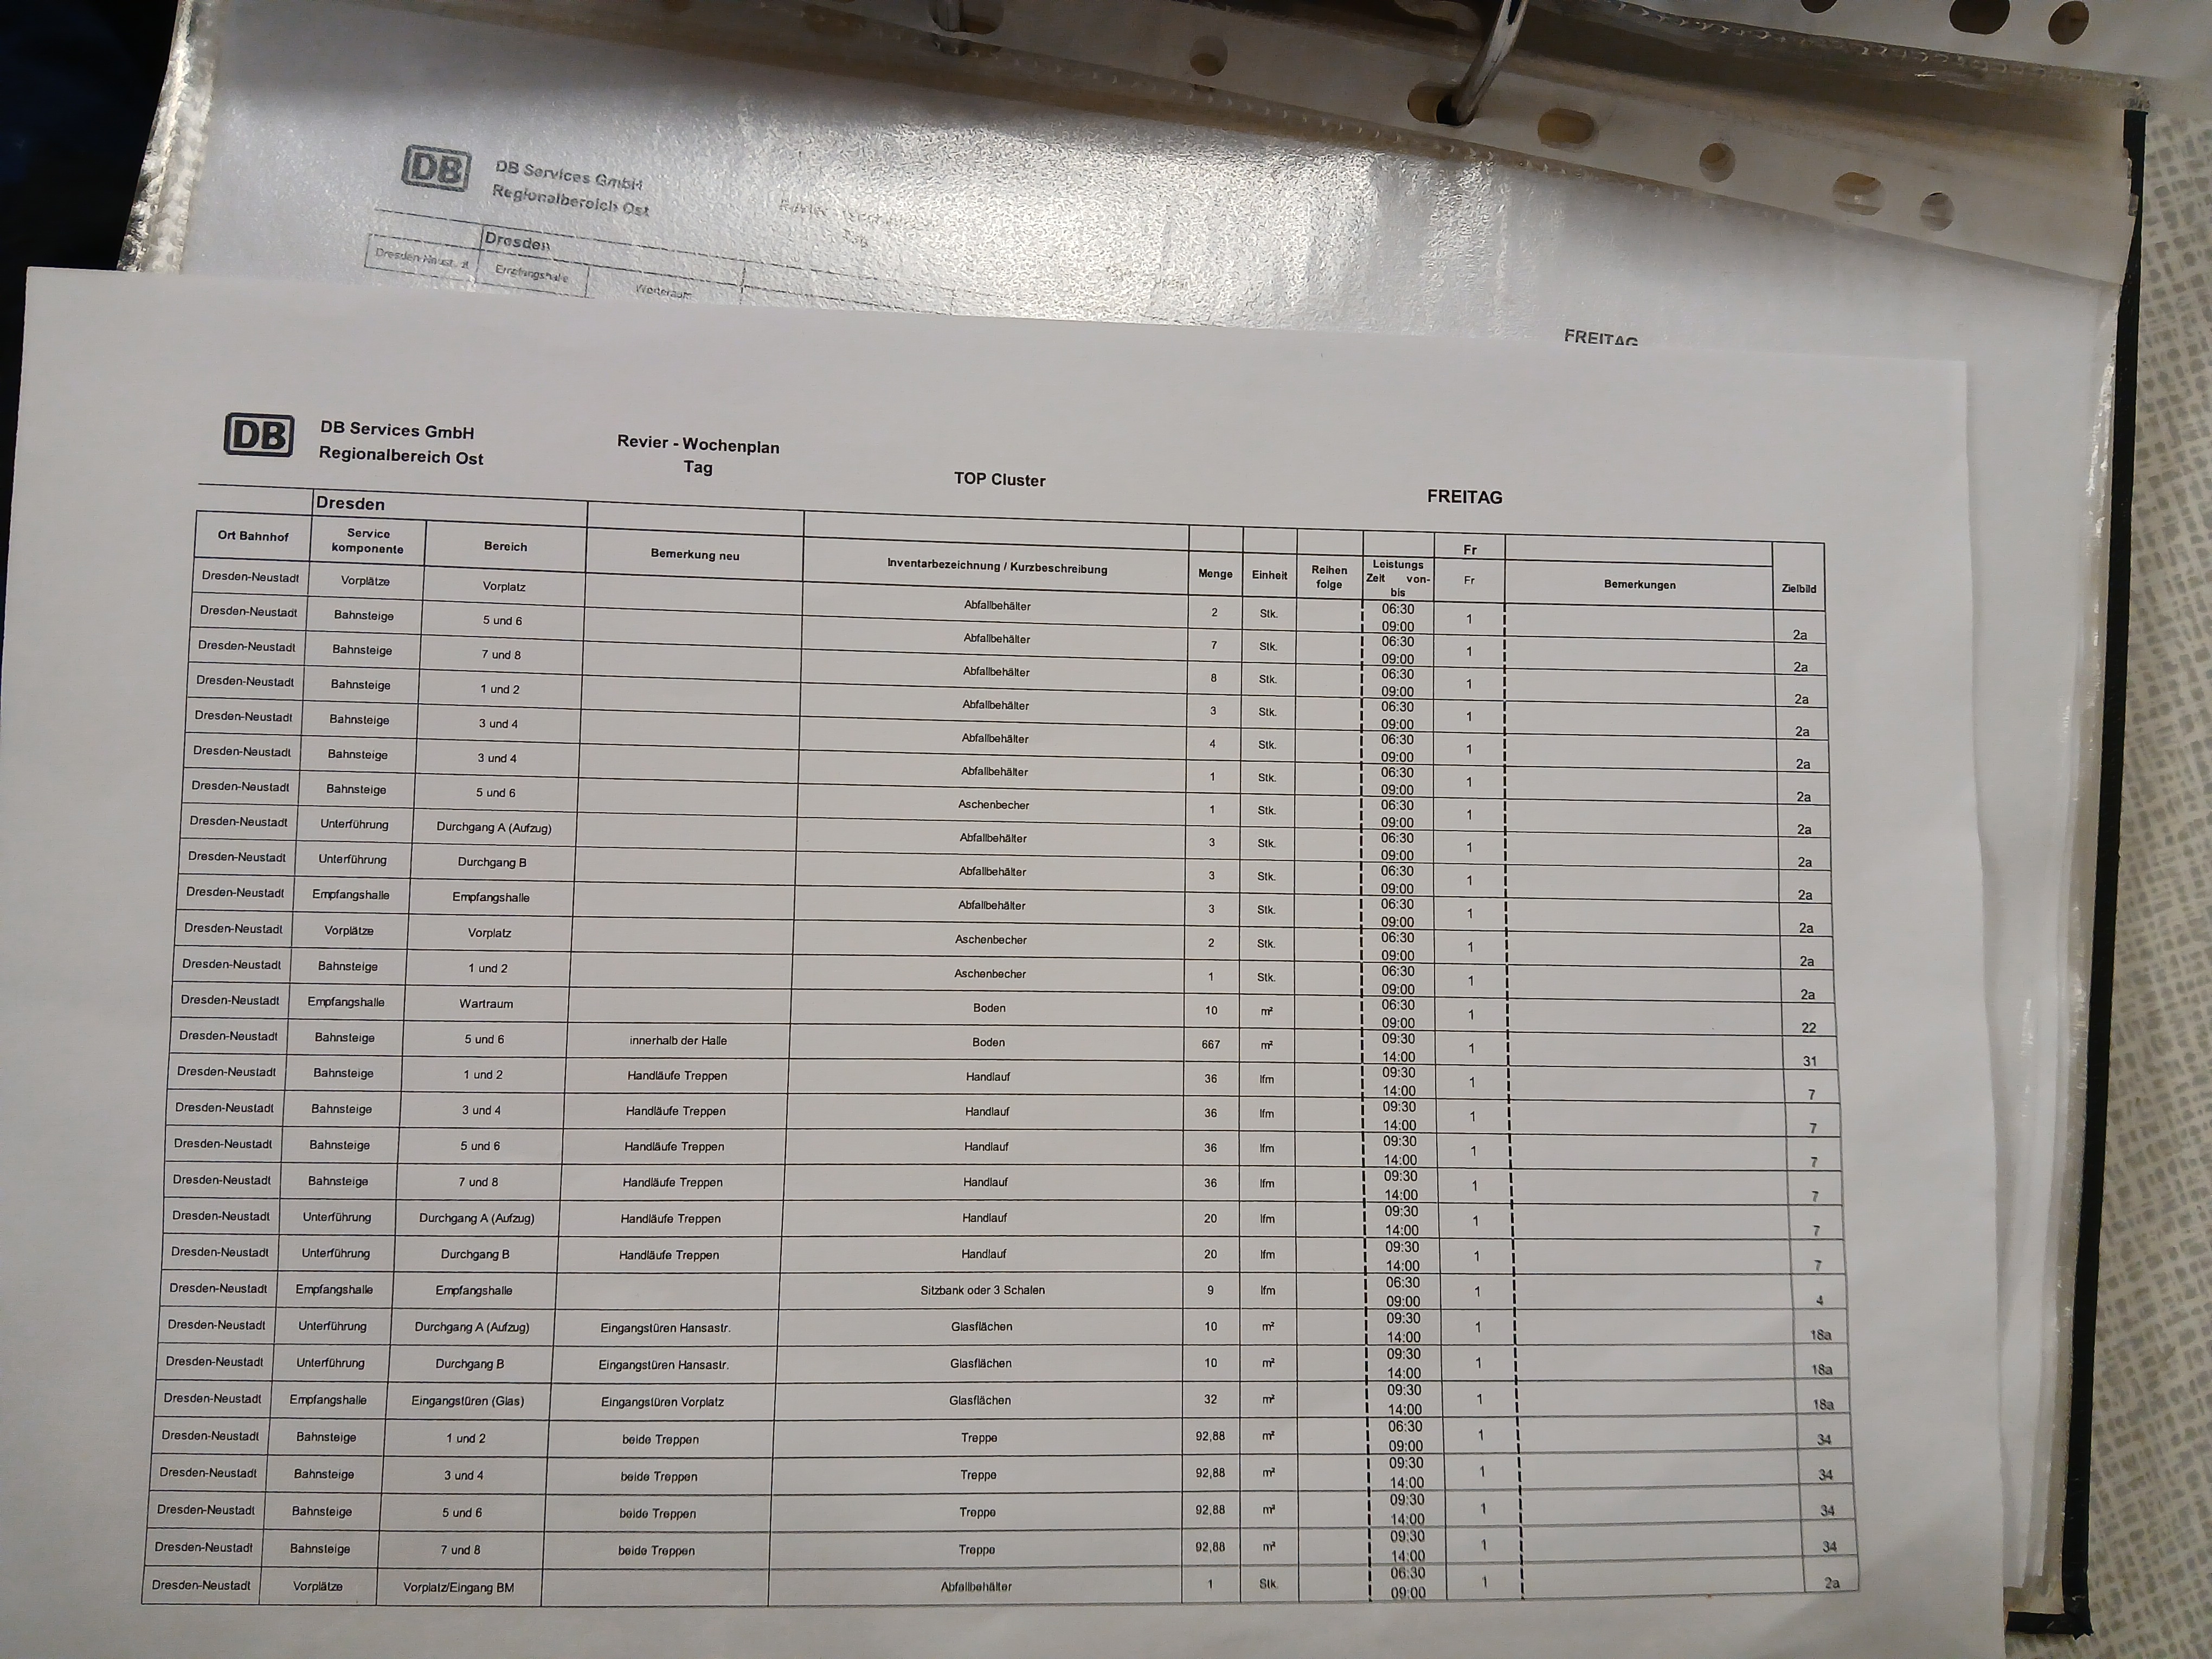 DB DB Services GmbH
Regionalbereich Ost
Dresden
Empfangshalle
FREITAG
DB DB Services GmbH Revier - Wochenplan
Regionalbereich Ost Tag TOP Cluster FREITAG
Dresden Fr
Ort Bahnhof Service komponente Bereich Bemerkung neu Inventarbezeichnung / Kurzbeschreibung Menge Einheit Reihen folge Leistungs Zeit von- bis Fr Bemerkungen Zielbild
Dresden-Neustadt Vorplätze Vorplatz Abfallbehälter 2 Stk. 06:30 09:00 1 2a
Dresden-Neustadt Bahnsteige 5 und 6 Abfallbehälter 7 Stk. 06:30 09:00 1 2a
Dresden-Neustadt Bahnsteige 7 und 8 Abfallbehälter 8 Stk. 06:30 09:00 1 2a
Dresden-Neustadt Bahnsteige 1 und 2 Abfallbehälter 3 Stk. 06:30 09:00 1 2a
Dresden-Neustadt Bahnsteige 3 und 4 Abfallbehälter 4 Stk. 06:30 09:00 1 2a
Dresden-Neustadt Bahnsteige 3 und 4 Abfallbehälter 1 Stk. 06:30 09:00 1 2a
Dresden-Neustadt Bahnsteige 5 und 6 Aschenbecher 1 Stk. 06:30 09:00 1 2a
Dresden-Neustadt Unterführung Durchgang A (Aufzug) Abfallbehälter 3 Stk. 06:30 09:00 1 2a
Dresden-Neustadt Unterführung Durchgang B Abfallbehälter 3 Stk. 06:30 09:00 1 2a
Dresden-Neustadt Empfangshalle Empfangshalle Abfallbehälter 3 Stk. 06:30 09:00 1 2a
Dresden-Neustadt Vorplätze Vorplatz Aschenbecher 2 Stk. 06:30 09:00 1 2a
Dresden-Neustadt Bahnsteige 1 und 2 Aschenbecher 1 Stk. 06:30 09:00 1 2a
Dresden-Neustadt Empfangshalle Wartraum Boden 10 m² 06:30 09:00 1 22
Dresden-Neustadt Bahnsteige 5 und 6 innerhalb der Halle Boden 667 m² 09:30 14:00 1 31
Dresden-Neustadt Bahnsteige 1 und 2 Handläufe Treppen Handlauf 36 lfm 09:30 14:00 1 7
Dresden-Neustadt Bahnsteige 3 und 4 Handläufe Treppen Handlauf 36 lfm 09:30 14:00 1 7
Dresden-Neustadt Bahnsteige 5 und 6 Handläufe Treppen Handlauf 36 lfm 09:30 14:00 1 7
Dresden-Neustadt Bahnsteige 7 und 8 Handläufe Treppen Handlauf 36 lfm 09:30 14:00 1 7
Dresden-Neustadt Unterführung Durchgang A (Aufzug) Handläufe Treppen Handlauf 20 lfm 09:30 14:00 1 7
Dresden-Neustadt Unterführung Durchgang B Handläufe Treppen Handlauf 20 lfm 09:30 14:00 1 7
Dresden-Neustadt Empfangshalle Empfangshalle Sitzbank oder 3 Schalen 9 lfm 06:30 09:00 1 4
Dresden-Neustadt Unterführung Durchgang A (Aufzug) Eingangstüren Hansastr. Glasflächen 10 m² 09:30 14:00 1 18a
Dresden-Neustadt Unterführung Durchgang B Eingangstüren Hansastr. Glasflächen 10 m² 09:30 14:00 1 18a
Dresden-Neustadt Empfangshalle Eingangstüren (Glas) Eingangstüren Vorplatz Glasflächen 32 m² 09:30 14:00 1 18a
Dresden-Neustadt Bahnsteige 1 und 2 beide Treppen Treppe 92,88 m² 06:30 09:00 1 34
Dresden-Neustadt Bahnsteige 3 und 4 beide Treppen Treppe 92,88 m² 09:30 14:00 1 34
Dresden-Neustadt Bahnsteige 5 und 6 beide Treppen Treppe 92,88 m² 09:30 14:00 1 34
Dresden-Neustadt Bahnsteige 7 und 8 beide Treppen Treppe 92,88 m² 09:30 14:00 1 34
Dresden-Neustadt Vorplätze Vorplatz/Eingang BM Abfallbehälter 1 Stk. 06:30 09:00 1 2a